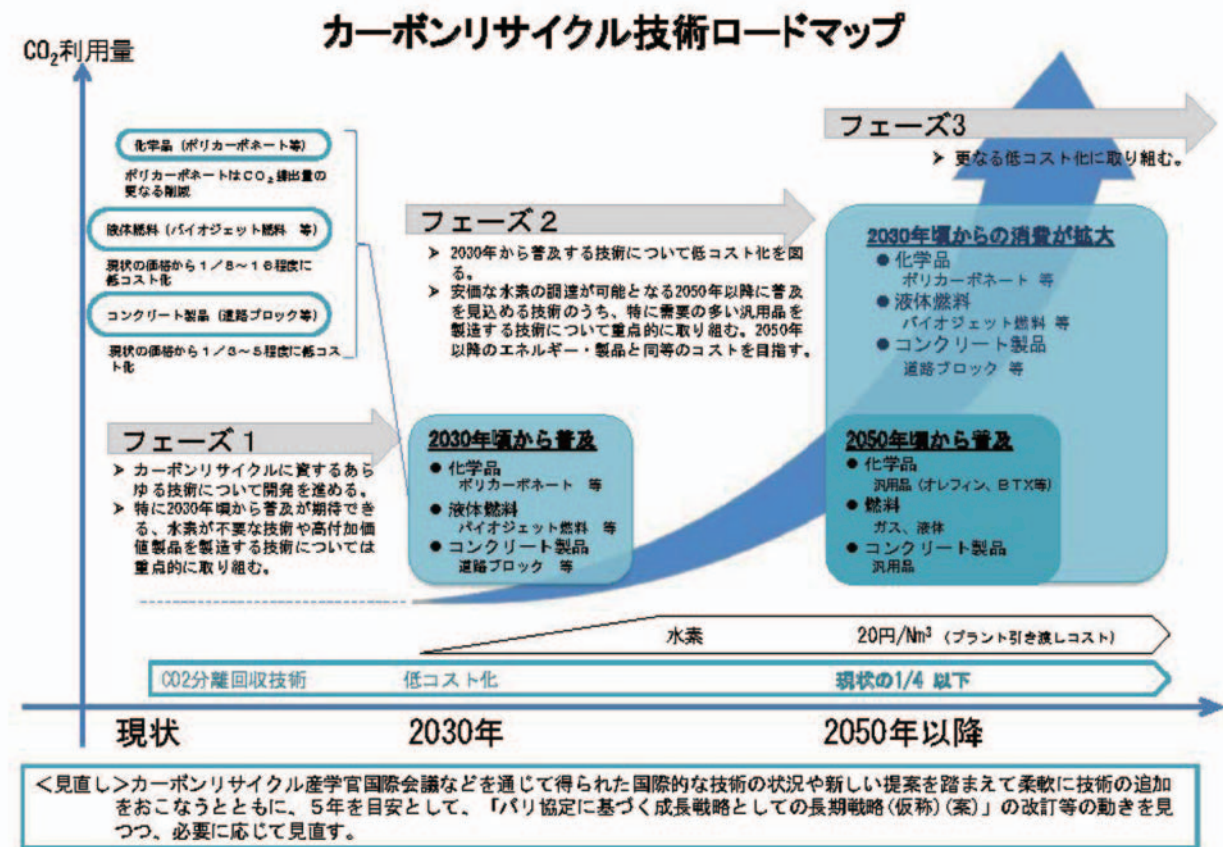 カーボンリサイクル技術ロードマップ
CO₂利用量
化学品(ポリカーボネート等)
ポリカーボネートはCO₂排出量の
更なる削減
液体燃料(バイオジェット燃料 等)
現状の価格から1/8~16程度に
低コスト化
コンクリート製品(道路ブロック等)
現状の価格から1/3~5程度に低コス
ト化
フェーズ1
➢ カーボンリサイクルに資するあら
ゆる技術について開発を進める。
➢ 特に2030年頃から普及が期待でき
る、水素が不要な技術や高付加価
値製品を製造する技術については
重点的に取り組む。
フェーズ2
➢ 2030年から普及する技術について低コスト化を図
る。
➢ 安価な水素の調達が可能となる2050年以降に普及
を見込める技術のうち、特に需要の多い汎用品を
製造する技術について重点的に取り組む。2050年
以降のエネルギー・製品と同等のコストを目指す。
2030年頃から普及
● 化学品
ポリカーボネート 等
● 液体燃料
バイオジェット燃料 等
● コンクリート製品
道路ブロック 等
フェーズ3
➢ 更なる低コスト化に取り組む。
2030年頃からの消費が拡大
● 化学品
ポリカーボネート 等
● 液体燃料
バイオジェット燃料 等
● コンクリート製品
道路ブロック 等
2050年頃から普及
● 化学品
汎用品(オレフィン、BTX等)
● 燃料
ガス、液体
● コンクリート製品
汎用品
水素 20円/Nm³ (プラント引き渡しコスト)
CO2分離回収技術 低コスト化 現状の1/4 以下
現状 2030年 2050年以降
<見直し>カーボンリサイクル産学官国際会議などを通じて得られた国際的な技術の状況や新しい提案を踏まえて柔軟に技術の追加
をおこなうとともに、5年を目安として、「パリ協定に基づく成長戦略としての長期戦略(仮称)(案)」の改訂等の動きを見
つつ、必要に応じて見直す。